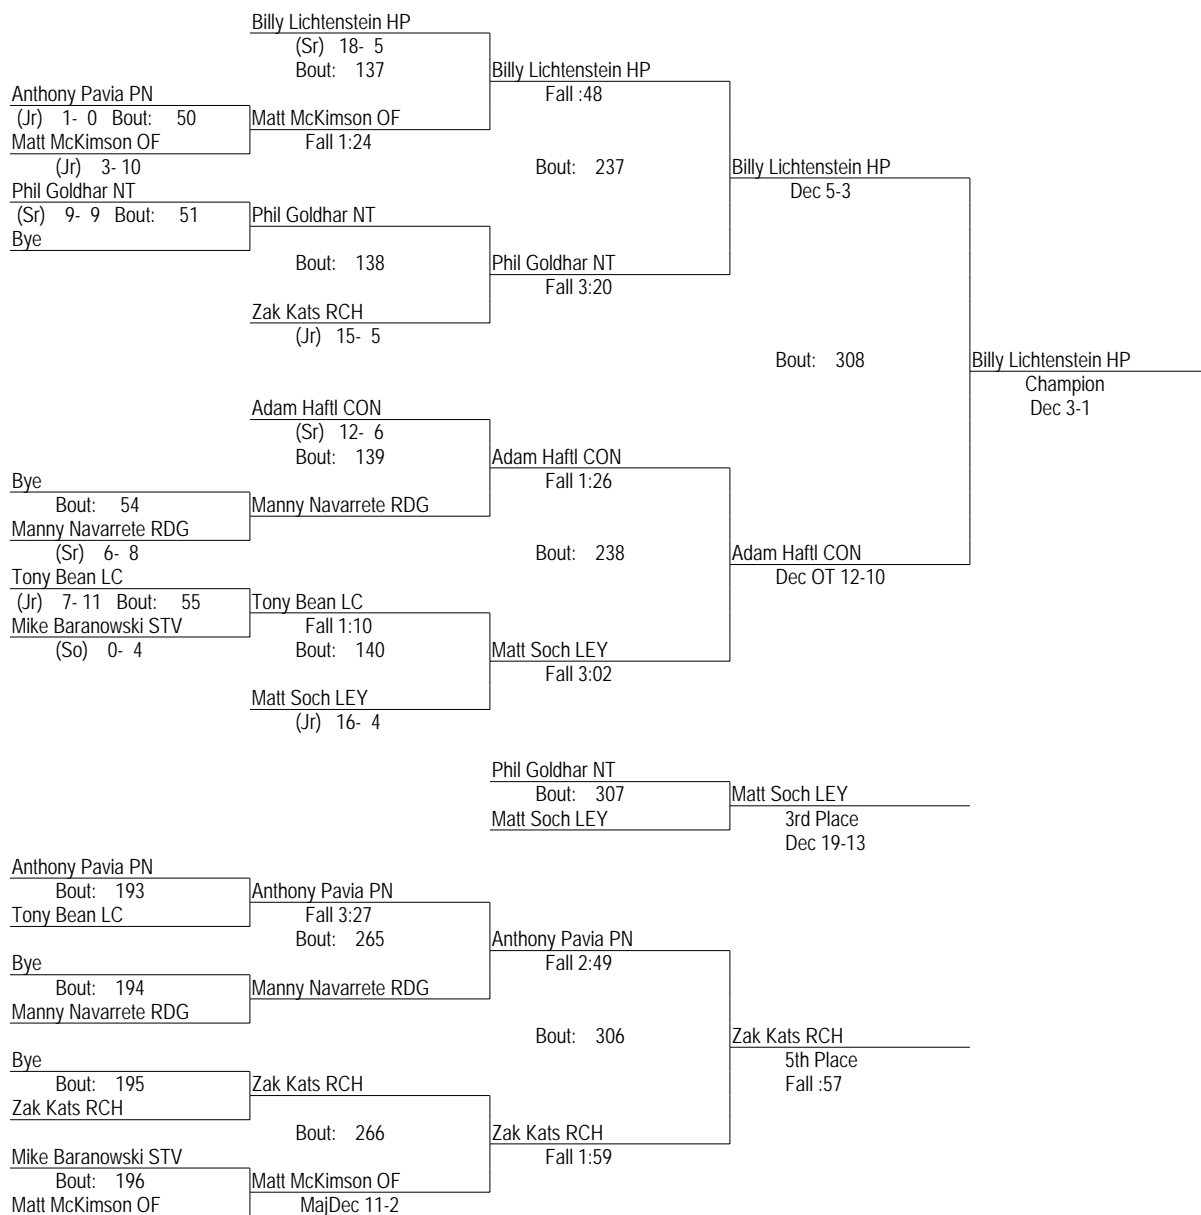 Billy Lichtenstein HP
(Sr) 18- 5
Bout: 137
Billy Lichtenstein HP
Fall :48
Anthony Pavia PN
(Jr) 1- 0 Bout: 50
Matt McKimson OF
Matt McKimson OF
Fall 1:24
(Jr) 3- 10
Bout: 237
Billy Lichtenstein HP
Dec 5-3
Phil Goldhar NT
(Sr) 9- 9 Bout: 51
Phil Goldhar NT
Bye
Bout: 138
Phil Goldhar NT
Fall 3:20
Zak Kats RCH
(Jr) 15- 5
Bout: 308
Billy Lichtenstein HP
Champion
Dec 3-1
Adam Haftl CON
(Sr) 12- 6
Bout: 139
Adam Haftl CON
Fall 1:26
Bye
Bout: 54
Manny Navarrete RDG
Manny Navarrete RDG
(Sr) 6- 8
Bout: 238
Adam Haftl CON
Dec OT 12-10
Tony Bean LC
(Jr) 7- 11 Bout: 55
Tony Bean LC
Mike Baranowski STV
Fall 1:10
(So) 0- 4
Bout: 140
Matt Soch LEY
Fall 3:02
Matt Soch LEY
(Jr) 16- 4
Phil Goldhar NT
Bout: 307
Matt Soch LEY
Matt Soch LEY
3rd Place
Dec 19-13
Anthony Pavia PN
Bout: 193
Anthony Pavia PN
Tony Bean LC
Fall 3:27
Bout: 265
Anthony Pavia PN
Fall 2:49
Bye
Bout: 194
Manny Navarrete RDG
Manny Navarrete RDG
Bout: 306
Zak Kats RCH
5th Place
Fall :57
Bye
Bout: 195
Zak Kats RCH
Zak Kats RCH
Bout: 266
Zak Kats RCH
Fall 1:59
Mike Baranowski STV
Bout: 196
Matt McKimson OF
Matt McKimson OF
MajDec 11-2